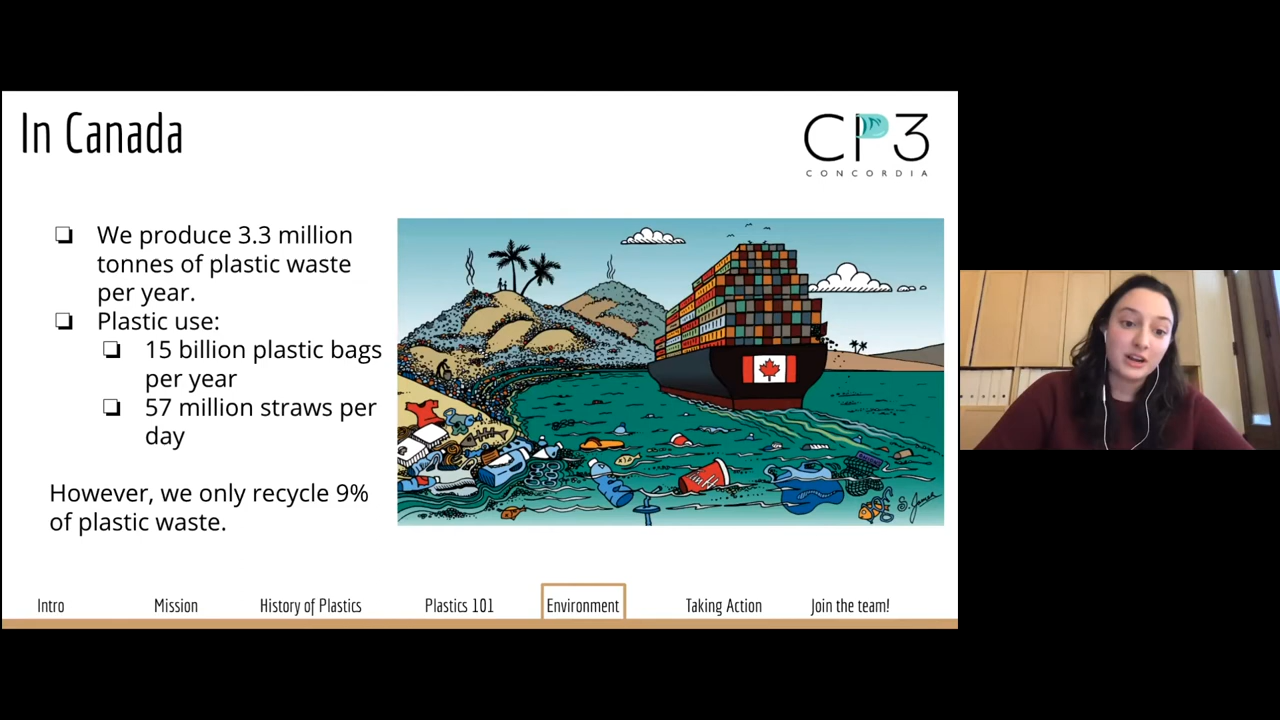 In Canada
CP3
CONCORDIA
❏ We produce 3.3 million
tonnes of plastic waste
per year.
❏ Plastic use:
❏ 15 billion plastic bags
per year
❏ 57 million straws per
day
However, we only recycle 9%
of plastic waste.
Intro Mission History of Plastics Plastics 101 Environment Taking Action Join the team!